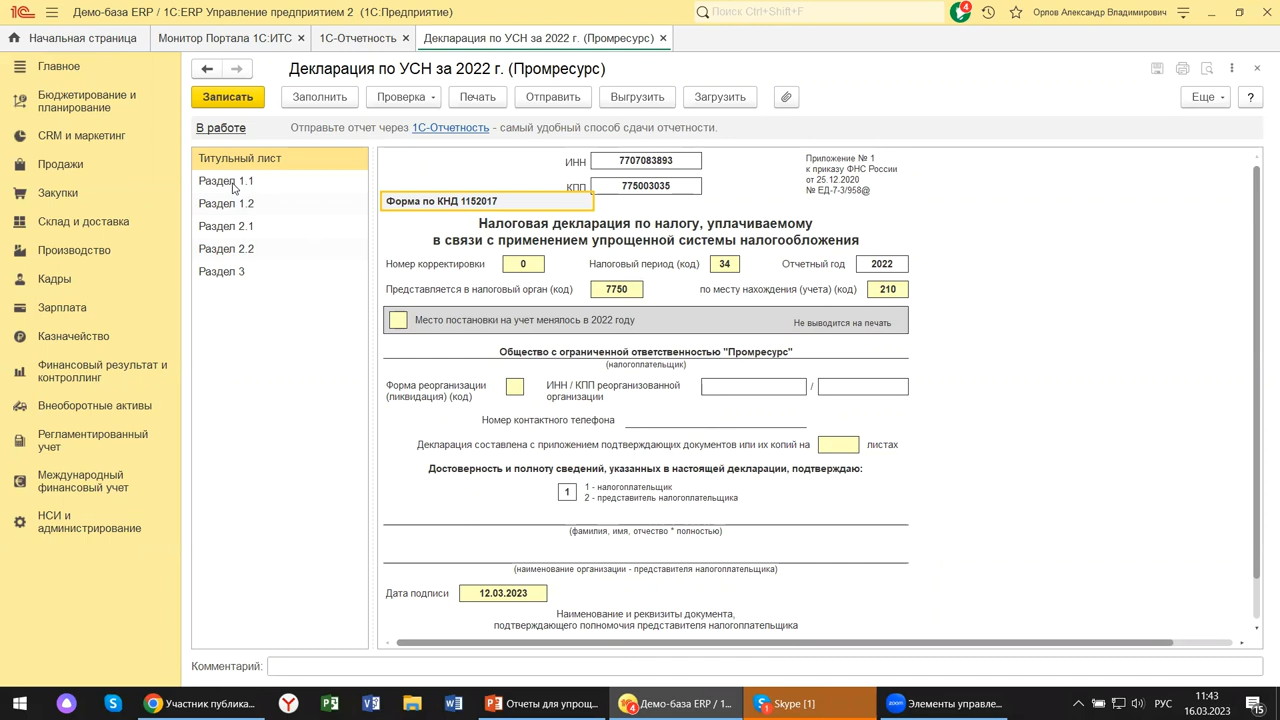 Демо-база ERP / 1С:ERP Управление предприятием 2 (1С:Предприятие)
Поиск Ctrl+Shift+F
4
Орлов Александр Владимирович
Начальная страница
Монитор Портала 1С:ИТС ×
1С-Отчетность ×
Декларация по УСН за 2022 г. (Промресурс) ×
Главное
Бюджетирование и
планирование
CRM и маркетинг
Продажи
Закупки
Склад и доставка
Производство
Кадры
Зарплата
Казначейство
Финансовый результат и
контроллинг
Внеоборотные активы
Регламентированный
учет
Международный
финансовый учет
НСИ и
администрирование
Декларация по УСН за 2022 г. (Промресурс)
Записать
Заполнить
Проверка
Печать
Отправить
Выгрузить
Загрузить
Еще
?
В работе
Отправьте отчет через 1С-Отчетность - самый удобный способ сдачи отчетности.
Титульный лист
Раздел 1.1
Раздел 1.2
Раздел 2.1
Раздел 2.2
Раздел 3
ИНН 7707083893
КПП 775003035
Приложение № 1
к приказу ФНС России
от 25.12.2020
№ ЕД-7-3/958@
Форма по КНД 1152017
Налоговая декларация по налогу, уплачиваемому
в связи с применением упрощенной системы налогообложения
Номер корректировки 0 Налоговый период (код) 34 Отчетный год 2022
Представляется в налоговый орган (код) 7750 по месту нахождения (учета) (код) 210
Место постановки на учет менялось в 2022 году Не выводится на печать
Общество с ограниченной ответственностью "Промресурс"
(налогоплательщик)
Форма реорганизации
(ликвидация) (код)
ИНН / КПП реорганизованной
организации
/
Номер контактного телефона
Декларация составлена с приложением подтверждающих документов или их копий на листах
Достоверность и полноту сведений, указанных в настоящей декларации, подтверждаю:
1
1 - налогоплательщик
2 - представитель налогоплательщика
(фамилия, имя, отчество * полностью)
(наименование организации - представителя налогоплательщика)
Дата подписи 12.03.2023
Наименование и реквизиты документа,
подтверждающего полномочия представителя налогоплательщика
Комментарий:
Участник публика...
Отчеты для упрощ...
Демо-база ERP / 1...
Skype [1]
Элементы управле...
РУС
11:43
16.03.2023
15